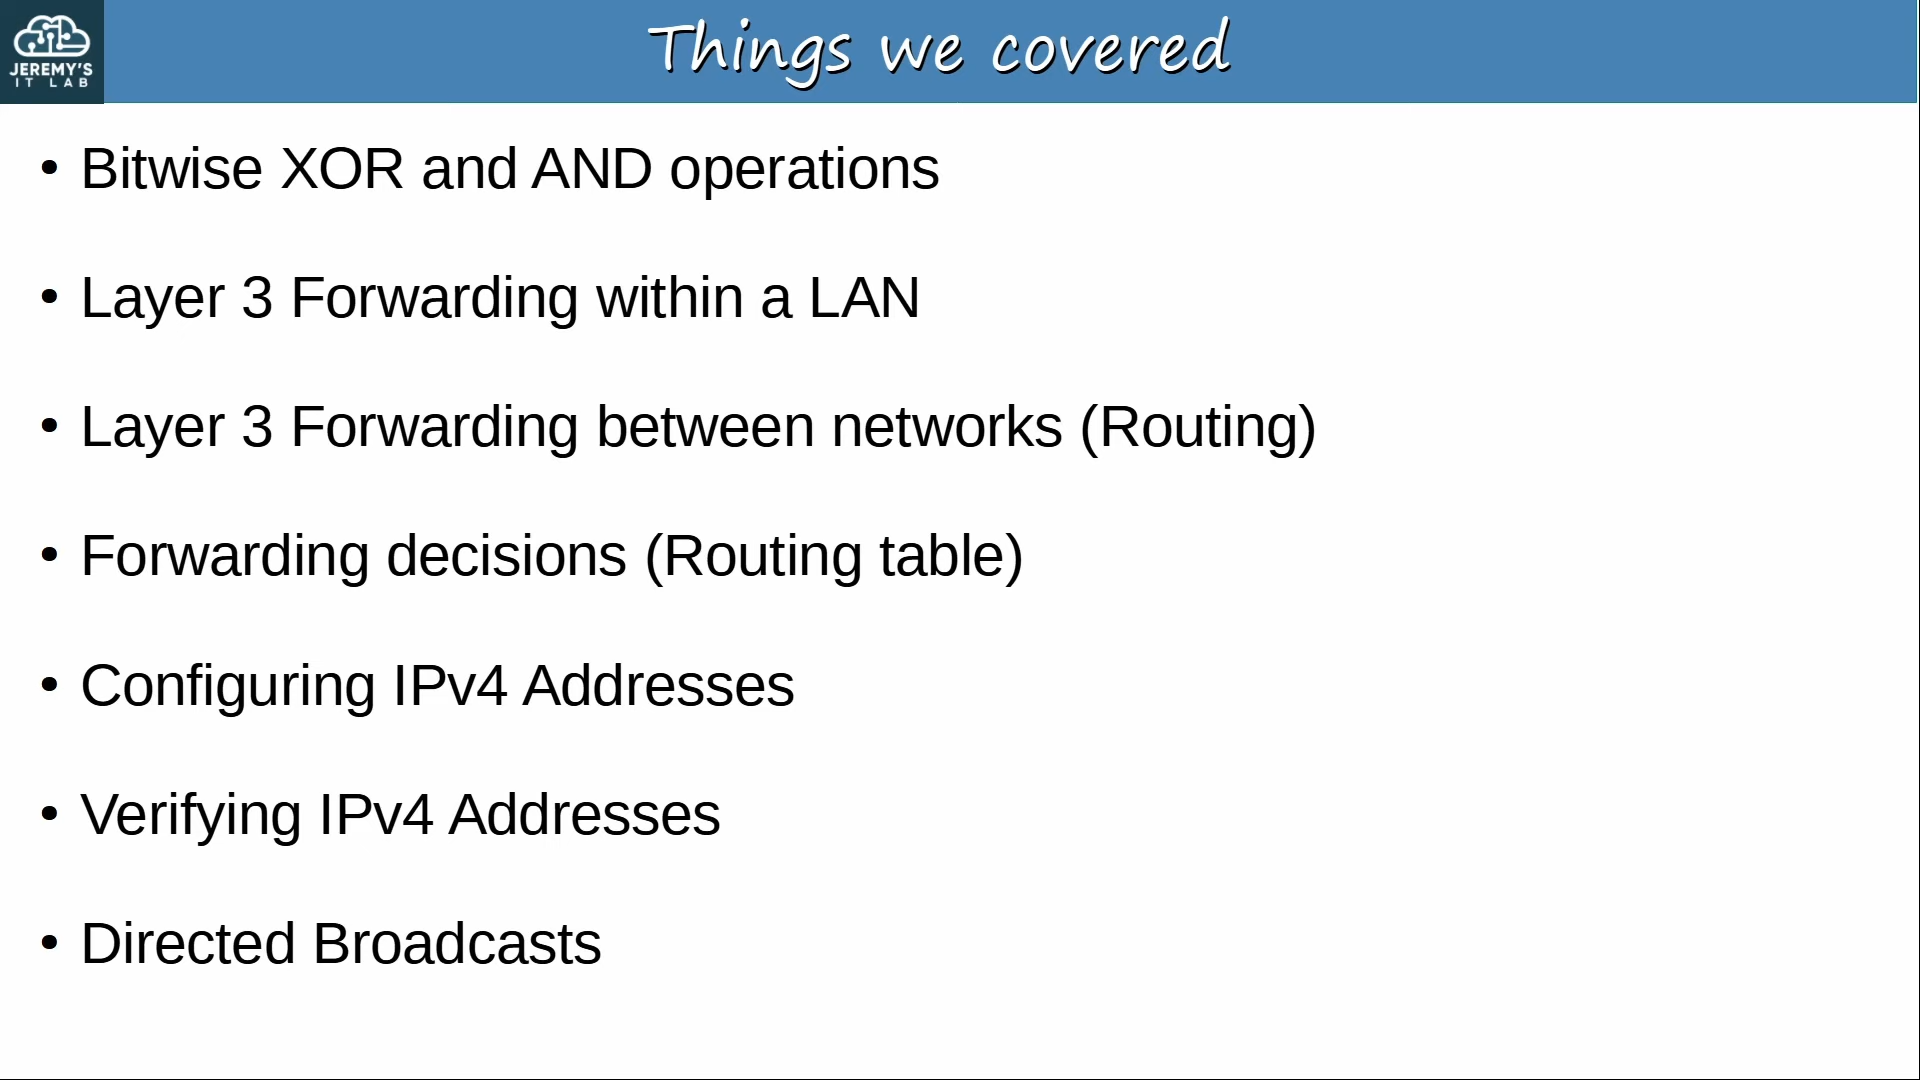 JEREMY'S
IT LAB
Things we covered
• Bitwise XOR and AND operations
• Layer 3 Forwarding within a LAN
• Layer 3 Forwarding between networks (Routing)
• Forwarding decisions (Routing table)
• Configuring IPv4 Addresses
• Verifying IPv4 Addresses
• Directed Broadcasts